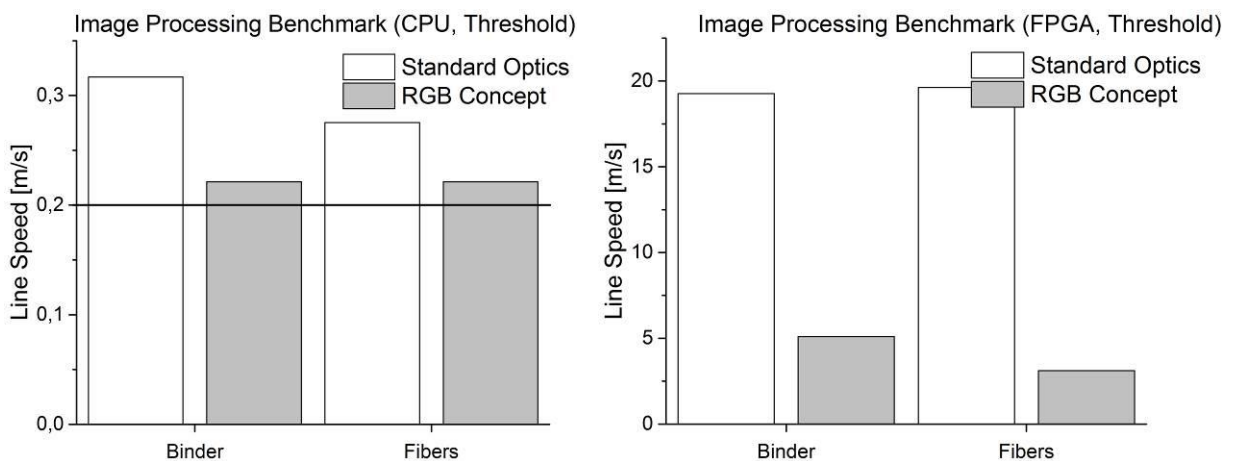 Image Processing Benchmark (CPU, Threshold)
Standard Optics
RGB Concept
Line Speed [m/s]
0,3
0,2
0,1
0,0
Binder
Fibers
Image Processing Benchmark (FPGA, Threshold)
Standard Optics
RGB Concept
Line Speed [m/s]
20
15
10
5
0
Binder
Fibers